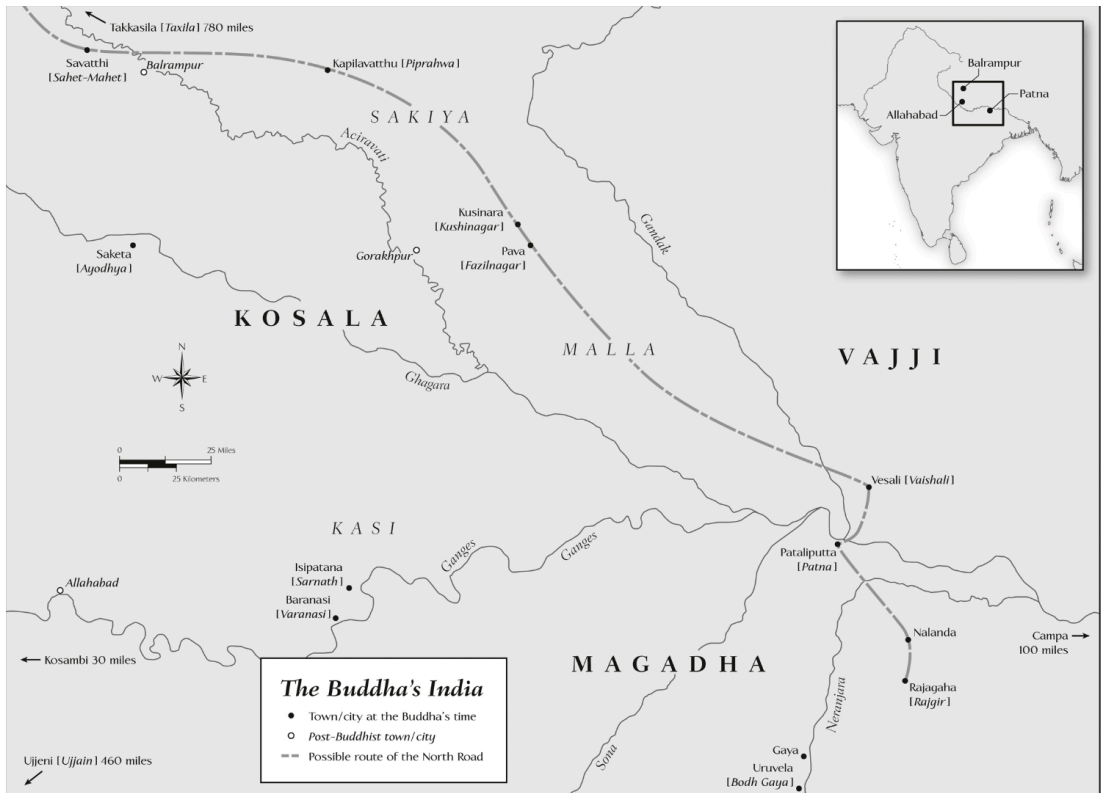 Takkasila [Taxila] 780 miles
Savatthi
[Sahet-Mahet]
Balrampur
Kapilavatthu [Piprahwa]
SAKIYA
Aciravati
Balrampur
Patna
Allahabad
Kusinara
[Kushinagar]
Pava
[Fazilnagar]
Gandak
Saketa
[Ayodhya]
Gorakhpur
KOSALA
MALLA
VAJJI
N
W E
S
Ghagara
0 25 Miles
0 25 Kilometers
Vesali [Vaishali]
KASI
Ganges
Ganges
Pataliputta
[Patna]
Isipatana
[Sarnath]
Baranasi
[Varanasi]
Allahabad
Kosambi 30 miles
Nalanda
Campa
100 miles
MAGADHA
Rajagaha
[Rajgir]
Neranjara
Sona
Gaya
Uruvela
[Bodh Gaya]
Ujjeni [Ujjain] 460 miles
The Buddha's India
Town/city at the Buddha's time
Post-Buddhist town/city
Possible route of the North Road